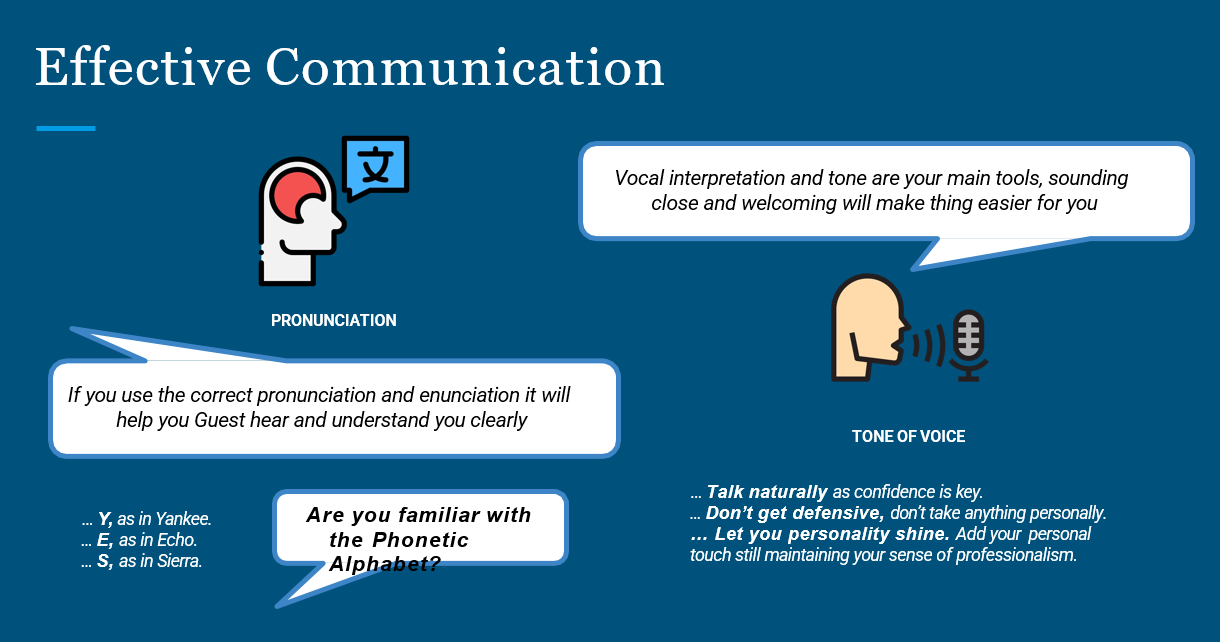 Effective Communication
文
PRONUNCIATION
If you use the correct pronunciation and enunciation it will
help you Guest hear and understand you clearly
... Y, as in Yankee.
... E, as in Echo.
... S, as in Sierra.
Are you familiar with
the Phonetic
Alphabet?
Vocal interpretation and tone are your main tools, sounding
close and welcoming will make thing easier for you
TONE OF VOICE
... Talk naturally as confidence is key.
... Don’t get defensive, don’t take anything personally.
... Let you personality shine. Add your personal
touch still maintaining your sense of professionalism.